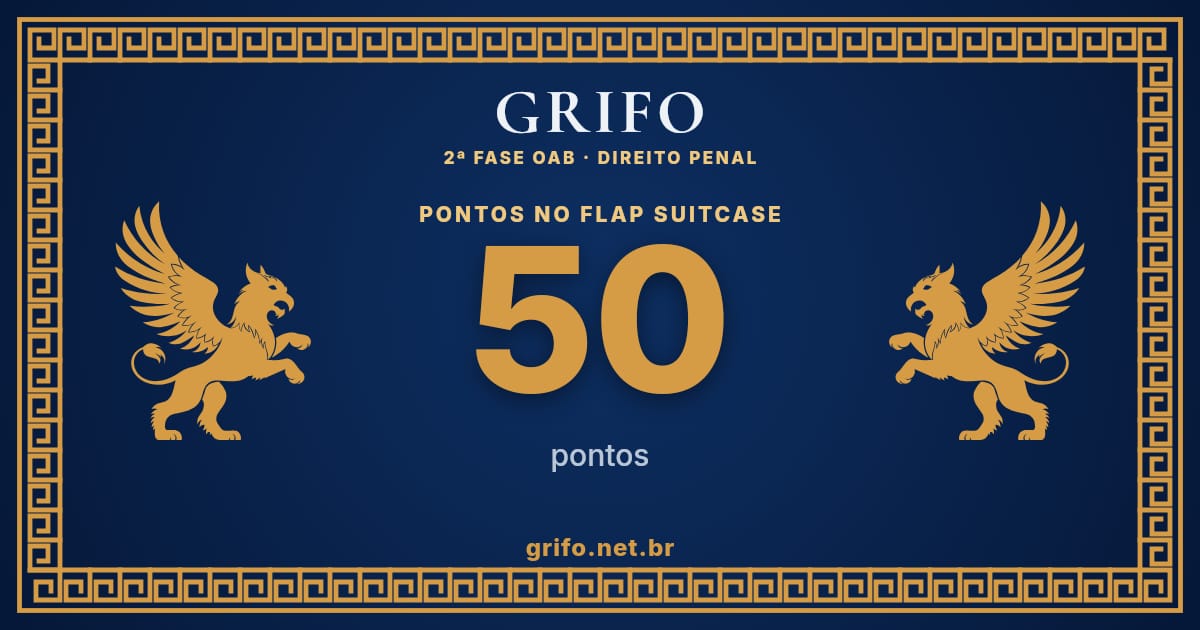 GRIFO
2ª FASE OAB · DIREITO PENAL
PONTOS NO FLAP SUITCASE
50
pontos
grifo.net.br